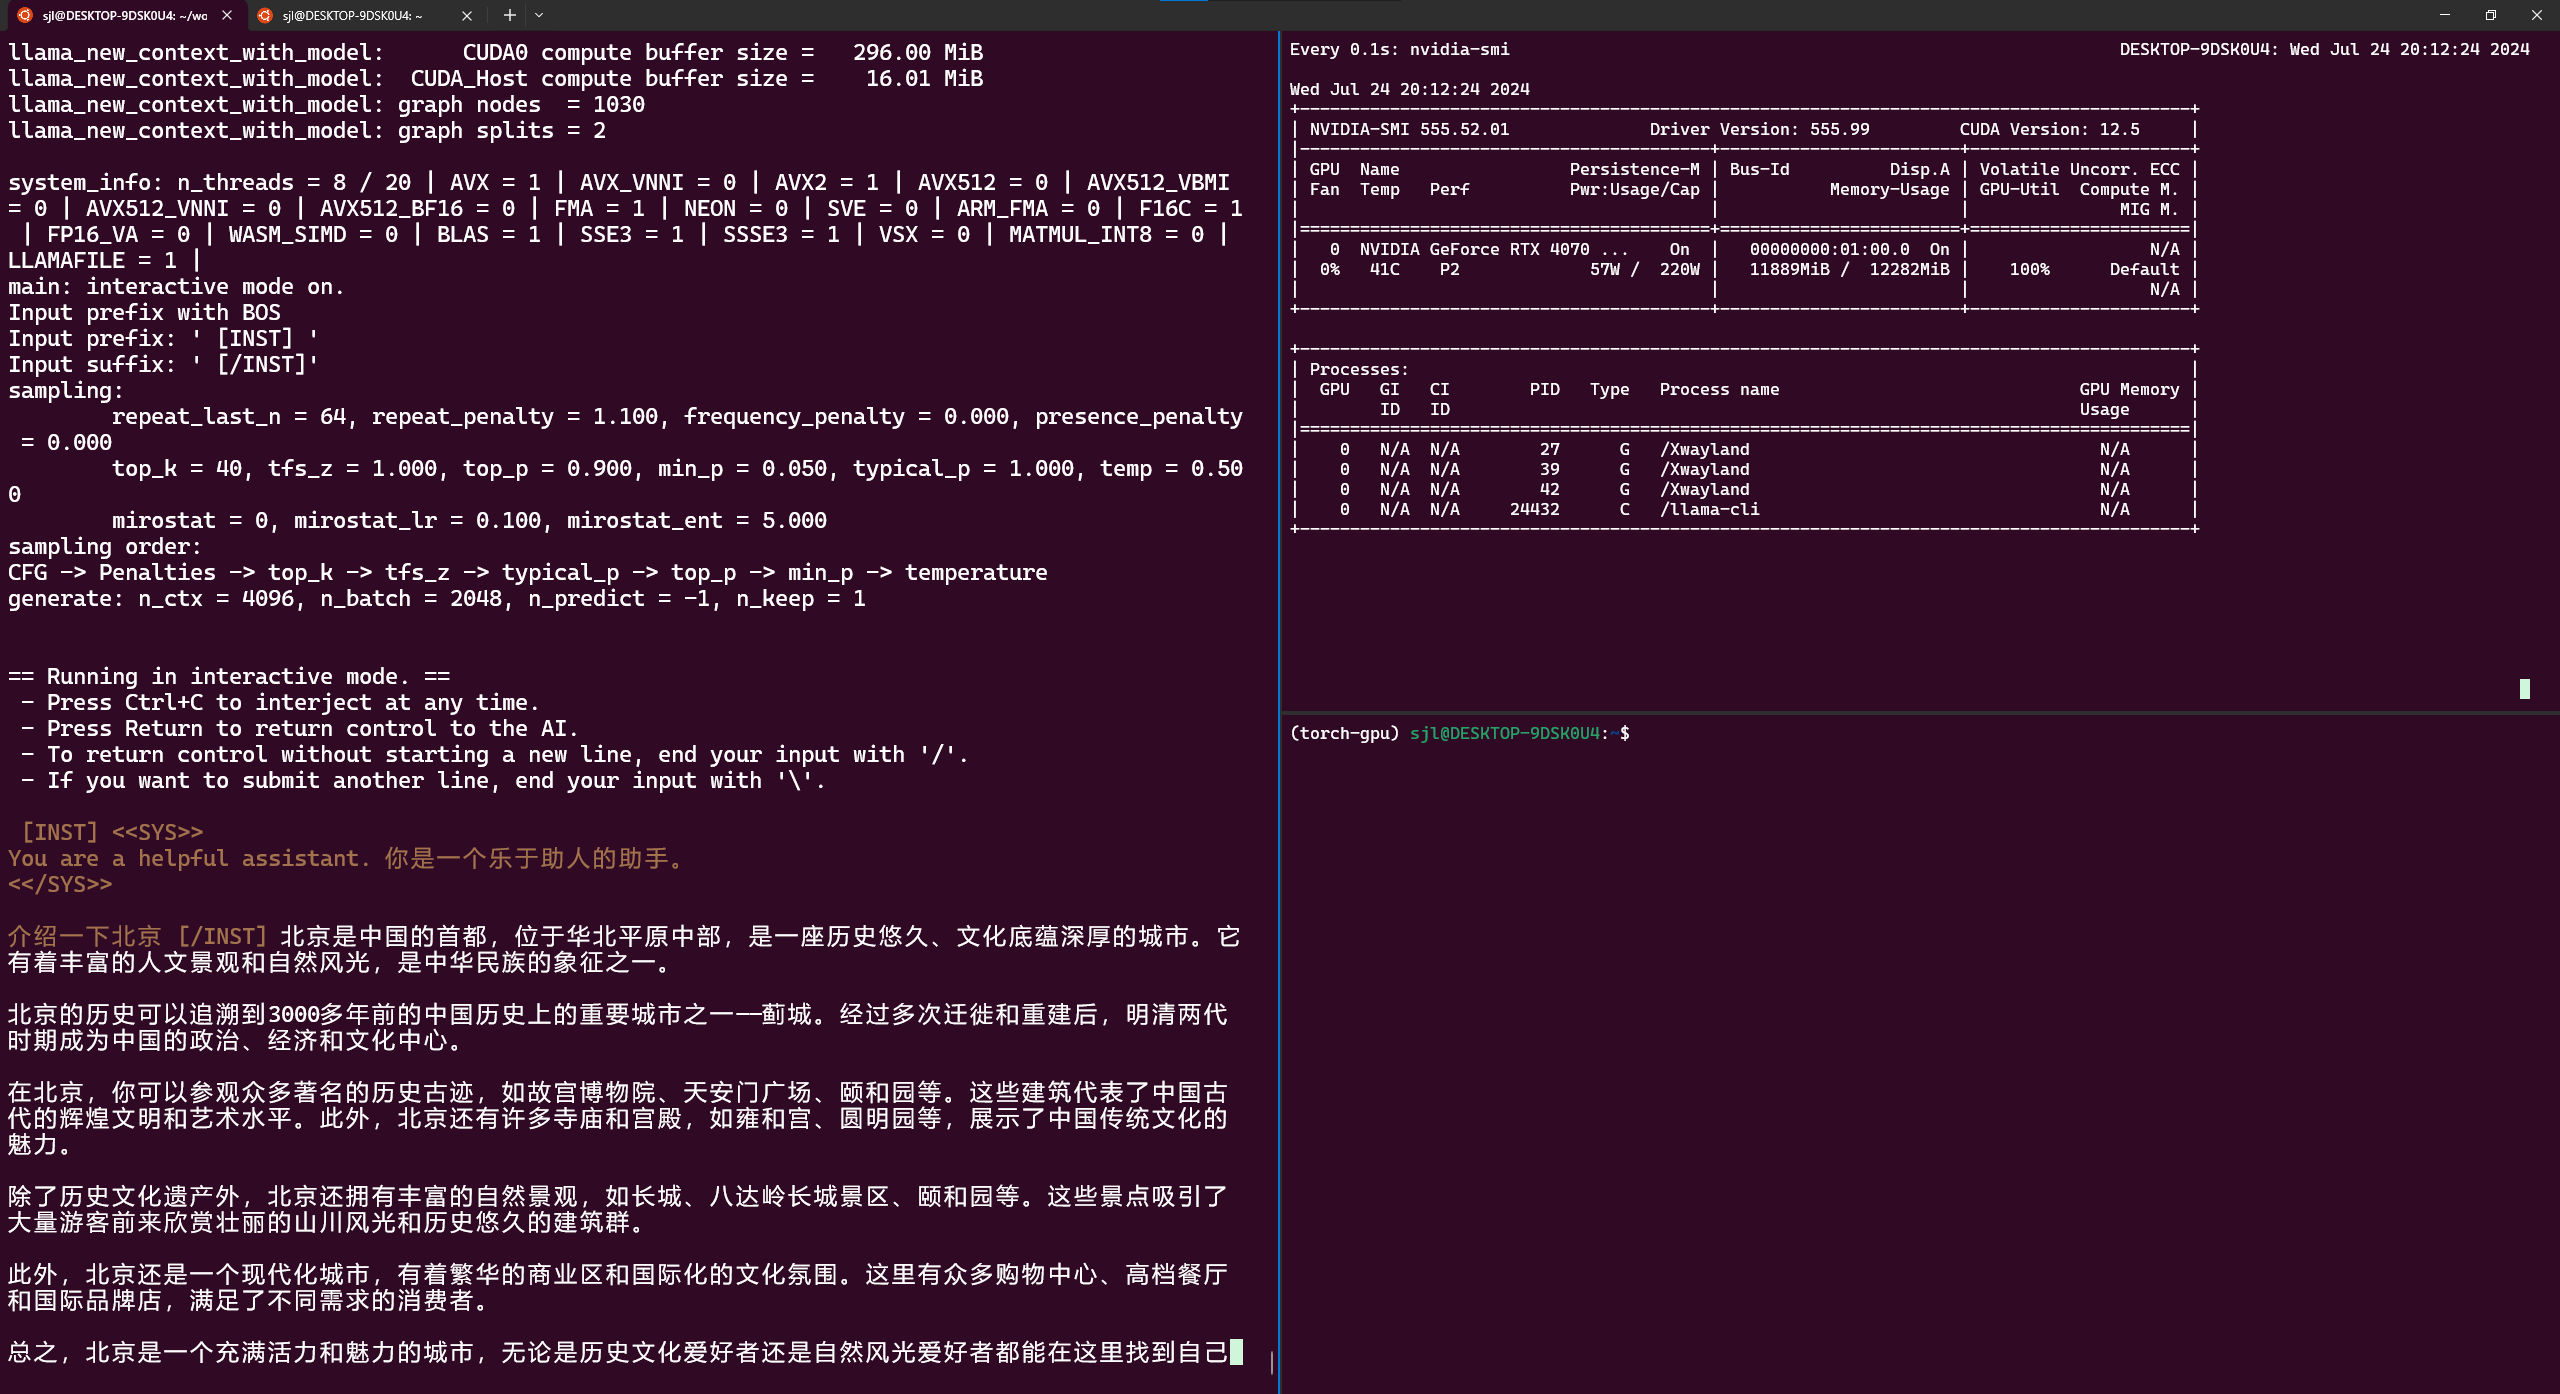 sjl@DESKTOP-9DSK0U4: ~/wo
sjl@DESKTOP-9DSK0U4: ~
llama_new_context_with_model:      CUDA0 compute buffer size =   296.00 MiB
llama_new_context_with_model:  CUDA_Host compute buffer size =    16.01 MiB
llama_new_context_with_model: graph nodes  = 1030
llama_new_context_with_model: graph splits = 2
system_info: n_threads = 8 / 20 | AVX = 1 | AVX_VNNI = 0 | AVX2 = 1 | AVX512 = 0 | AVX512_VBMI
= 0 | AVX512_VNNI = 0 | AVX512_BF16 = 0 | FMA = 1 | NEON = 0 | SVE = 0 | ARM_FMA = 0 | F16C = 1
| FP16_VA = 0 | WASM_SIMD = 0 | BLAS = 1 | SSE3 = 1 | SSSE3 = 1 | VSX = 0 | MATMUL_INT8 = 0 |
LLAMAFILE = 1 |
main: interactive mode on.
Input prefix with BOS
Input prefix: ' [INST] '
Input suffix: ' [/INST]'
sampling:
repeat_last_n = 64, repeat_penalty = 1.100, frequency_penalty = 0.000, presence_penalty
= 0.000
top_k = 40, tfs_z = 1.000, top_p = 0.900, min_p = 0.050, typical_p = 1.000, temp = 0.50
0
mirostat = 0, mirostat_lr = 0.100, mirostat_ent = 5.000
sampling order:
CFG -> Penalties -> top_k -> tfs_z -> typical_p -> top_p -> min_p -> temperature
generate: n_ctx = 4096, n_batch = 2048, n_predict = -1, n_keep = 1
== Running in interactive mode. ==
- Press Ctrl+C to interject at any time.
- Press Return to return control to the AI.
- To return control without starting a new line, end your input with '/'.
- If you want to submit another line, end your input with '\'.
[INST] <<SYS>>
You are a helpful assistant. 你是一个乐于助人的助手。
<</SYS>>
介绍一下北京 [/INST] 北京是中国的首都，位于华北平原中部，是一座历史悠久、文化底蕴深厚的城市。它
有着丰富的人文景观和自然风光，是中华民族的象征之一。
北京的历史可以追溯到3000多年前的中国历史上的重要城市之一——蓟城。经过多次迁徙和重建后，明清两代
时期成为中国的政治、经济和文化中心。
在北京，你可以参观众多著名的历史古迹，如故宫博物院、天安门广场、颐和园等。这些建筑代表了中国古
代的辉煌文明和艺术水平。此外，北京还有许多寺庙和宫殿，如雍和宫、圆明园等，展示了中国传统文化的
魅力。
除了历史文化遗产外，北京还拥有丰富的自然景观，如长城、八达岭长城景区、颐和园等。这些景点吸引了
大量游客前来欣赏壮丽的山川风光和历史悠久的建筑群。
此外，北京还是一个现代化城市，有着繁华的商业区和国际化的文化氛围。这里有众多购物中心、高档餐厅
和国际品牌店，满足了不同需求的消费者。
总之，北京是一个充满活力和魅力的城市，无论是历史文化爱好者还是自然风光爱好者都能在这里找到自己
Every 0.1s: nvidia-smi    DESKTOP-9DSK0U4: Wed Jul 24 20:12:24 2024
Wed Jul 24 20:12:24 2024
| NVIDIA-SMI 555.52.01    Driver Version: 555.99    CUDA Version: 12.5 |
| GPU  Name    Persistence-M | Bus-Id    Disp.A | Volatile Uncorr. ECC |
| Fan  Temp   Perf    Pwr:Usage/Cap |    Memory-Usage | GPU-Util  Compute M. |
|    |    |    MIG M. |
| 0  NVIDIA GeForce RTX 4070 ...    On  | 00000000:01:00.0  On |    N/A |
| 0%   41C    P2    57W /  220W | 11889MiB /  12282MiB |    100%    Default |
|    |    |    N/A |
| Processes:    |
| GPU   GI   CI    PID   Type   Process name    GPU Memory |
|    ID   ID    Usage |
| 0   N/A  N/A    27    G   /Xwayland    N/A |
| 0   N/A  N/A    39    G   /Xwayland    N/A |
| 0   N/A  N/A    42    G   /Xwayland    N/A |
| 0   N/A  N/A    24432    C   /llama-cli    N/A |
(torch-gpu) sjl@DESKTOP-9DSK0U4:~$